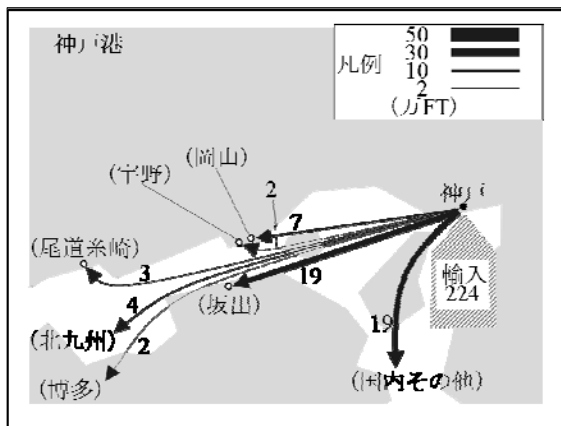 神戸港
凡例
50
30
10
2
(万FT)
(岡山)
(宇野)
2
神戸
7
1
(尾道糸崎)
3
19
(坂出)
輸入
224
4
19
(北九州)
2
(博多)
(国内その他)